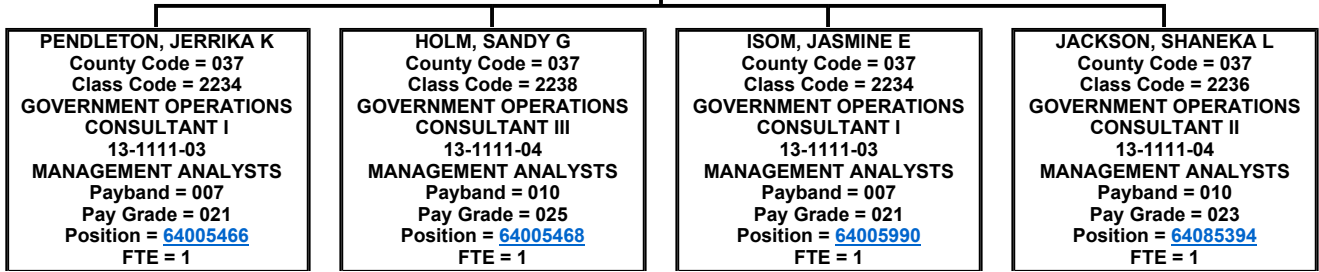 PENDLETON, JERRIKA K
County Code = 037
Class Code = 2234
GOVERNMENT OPERATIONS
CONSULTANT I
13-1111-03
MANAGEMENT ANALYSTS
Payband = 007
Pay Grade = 021
Position = 64005466
FTE = 1
HOLM, SANDY G
County Code = 037
Class Code = 2238
GOVERNMENT OPERATIONS
CONSULTANT III
13-1111-04
MANAGEMENT ANALYSTS
Payband = 010
Pay Grade = 025
Position = 64005468
FTE = 1
ISOM, JASMINE E
County Code = 037
Class Code = 2234
GOVERNMENT OPERATIONS
CONSULTANT I
13-1111-03
MANAGEMENT ANALYSTS
Payband = 007
Pay Grade = 021
Position = 64005990
FTE = 1
JACKSON, SHANEKA L
County Code = 037
Class Code = 2236
GOVERNMENT OPERATIONS
CONSULTANT II
13-1111-04
MANAGEMENT ANALYSTS
Payband = 010
Pay Grade = 023
Position = 64085394
FTE = 1